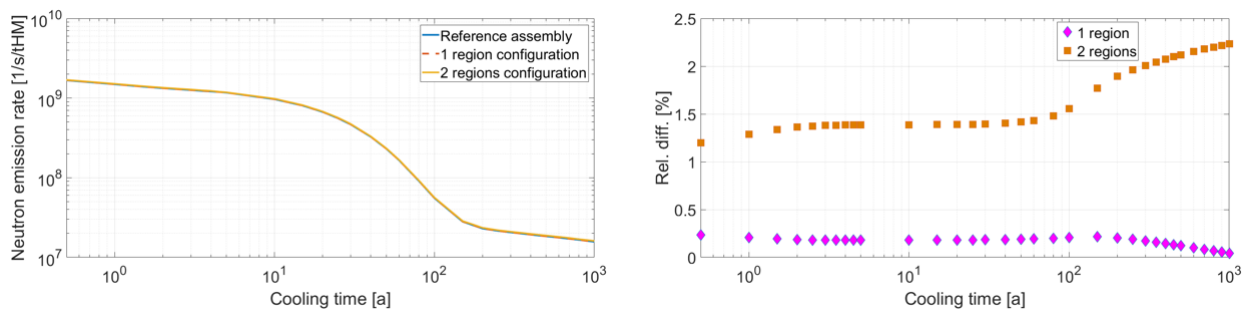 10^10
10^9
10^8
10^7
Neutron emission rate [1/s/tHM]
Reference assembly
1 region configuration
2 regions configuration
10^0
10^1
10^2
10^3
Cooling time [a]
2.5
2
1.5
1
0.5
0
Rel. diff. [%]
1 region
2 regions
10^0
10^1
10^2
10^3
Cooling time [a]